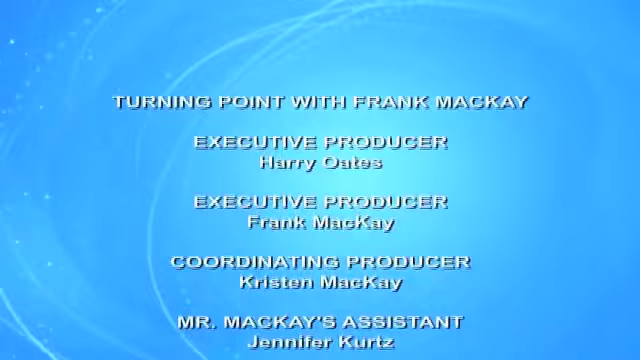 TURNING POINT WITH FRANK MACKAY
EXECUTIVE PRODUCER
Harry Oates
EXECUTIVE PRODUCER
Frank MacKay
COORDINATING PRODUCER
Kristen MacKay
MR. MACKAY'S ASSISTANT
Jennifer Kurtz